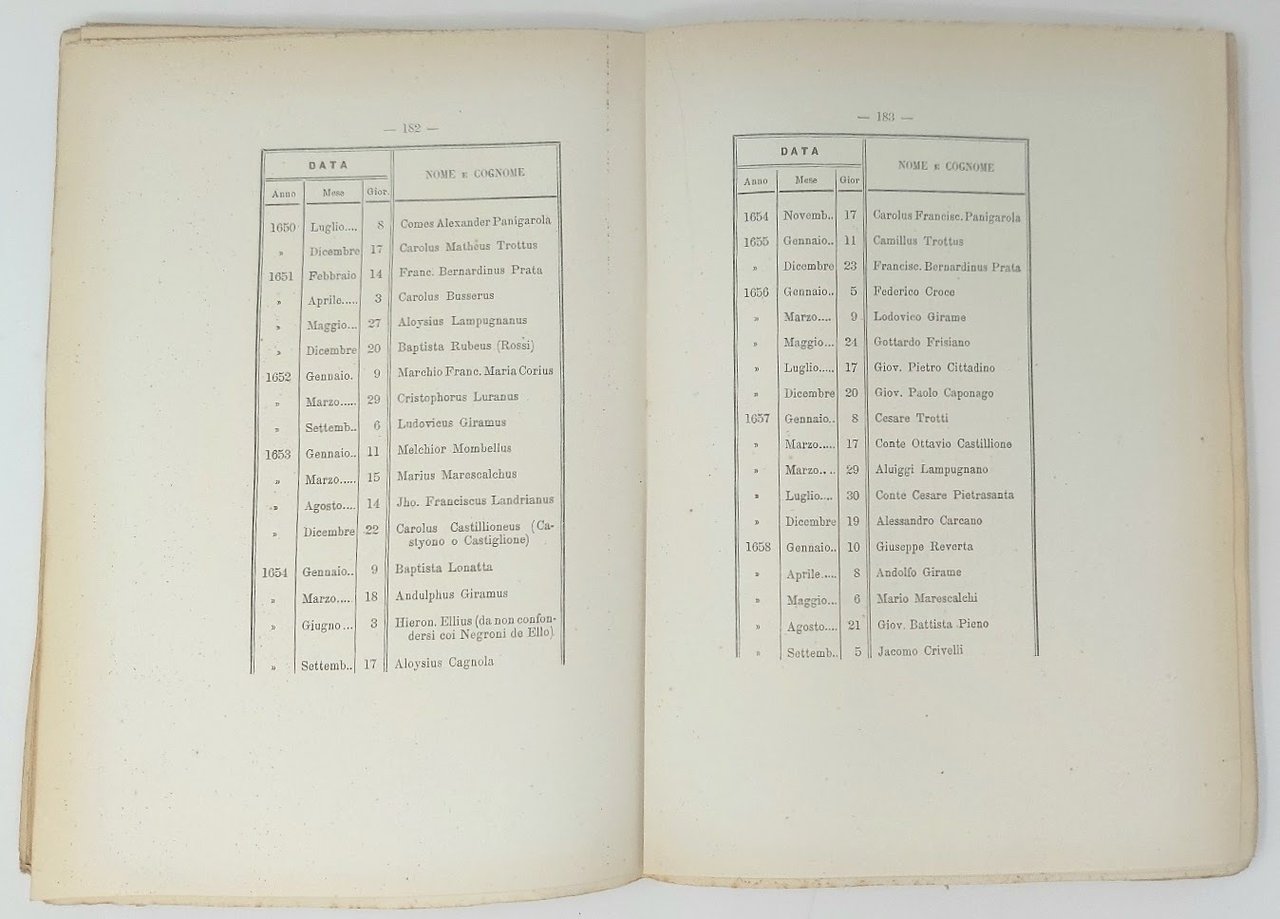 — 182 —
DATA NOME E COGNOME
Anno Mese Gior.
1650 Luglio.... 8 Comes Alexander Panigarola
» Dicembre 17 Carolus Matheus Trottus
1651 Febbraio 14 Franc. Bernardinus Prata
» Aprile..... 3 Carolus Busserus
» Maggio... 27 Aloysius Lampugnanus
» Dicembre 20 Baptista Rubeus (Rossi)
1652 Gennaio. 9 Marchio Franc. Maria Corius
» Marzo..... 29 Cristophorus Luranus
» Settemb.. 6 Ludovicus Giramus
1653 Gennaio.. 11 Melchior Mombellus
» Marzo..... 15 Marius Marescalchus
» Agosto.... 14 Jho. Franciscus Landrianus
» Dicembre 22 Carolus Castillioneus (Ca-
styono o Castiglione)
1654 Gennaio.. 9 Baptista Lonatta
» Marzo..... 18 Andulphus Giramus
» Giugno... 3 Hieron. Ellius (da non confon-
dersi coi Negroni de Ello)
» Settemb.. 17 Aloysius Cagnola
— 183 —
DATA NOME E COGNOME
Anno Mese Gior
1654 Novemb.. 17 Carolus Francisc. Panigarola
1655 Gennaio.. 11 Camillus Trottus
» Dicembre 23 Francisc. Bernardinus Prata
1656 Gennaio.. 5 Federico Croce
» Marzo.... 9 Lodovico Girame
» Maggio... 24 Gottardo Frisiano
» Luglio..... 17 Giov. Pietro Cittadino
» Dicembre 20 Giov. Paolo Caponago
1657 Gennaio.. 8 Cesare Trotti
» Marzo..... 17 Conte Ottavio Castillione
» Marzo.... 29 Aluiggi Lampugnano
» Luglio.... 30 Conte Cesare Pietrasanta
» Dicembre 19 Alessandro Carcano
1658 Gennaio.. 10 Giuseppe Reverta
» Aprile..... 8 Andolfo Girame
» Maggio... 6 Mario Marescalchi
» Agosto.... 21 Giov. Battista Pieno
» Settemb.. 5 Jacomo Crivelli